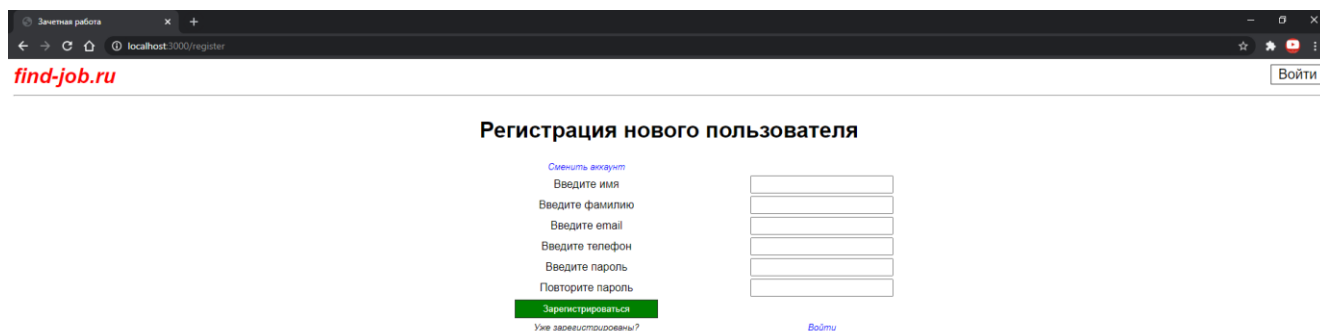 Зачетная работа
localhost:3000/register
find-job.ru
Войти
Регистрация нового пользователя
Сменить аккаунт
Введите имя
Введите фамилию
Введите email
Введите телефон
Введите пароль
Повторите пароль
Зарегистрироваться
Уже зарегистрированы? Войти